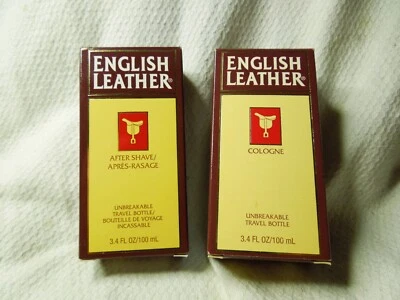 ENGLISH
LEATHER®
AFTER SHAVE/
APRÈS-RASAGE
UNBREAKABLE
TRAVEL BOTTLE/
BOUTEILLE DE VOYAGE
INCASSABLE
3.4 FL OZ/100 mL
ENGLISH
LEATHER®
COLOGNE
UNBREAKABLE
TRAVEL BOTTLE
3.4 FL OZ/100 mL